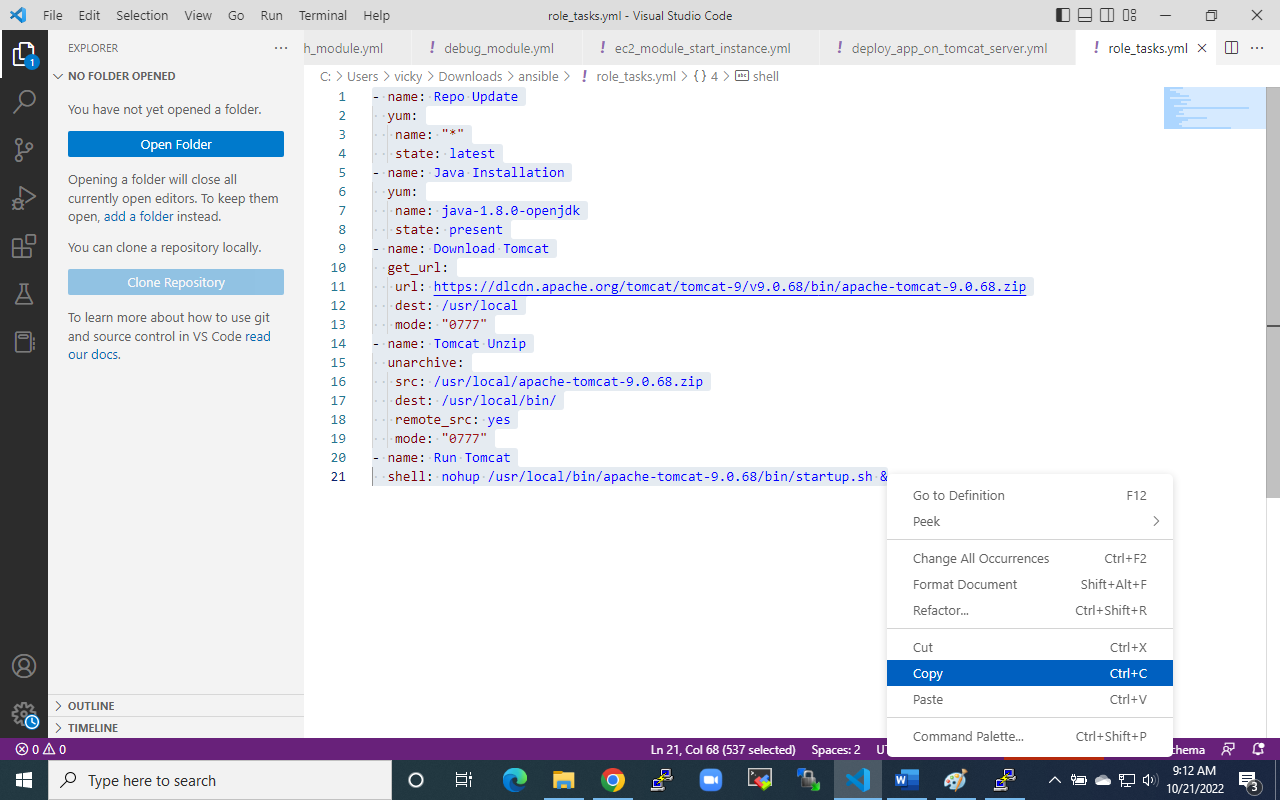 File Edit Selection View Go Run Terminal Help role_tasks.yml - Visual Studio Code
EXPLORER
h_module.yml debug_module.yml ec2_module_start_instance.yml deploy_app_on_tomcat_server.yml role_tasks.yml
NO FOLDER OPENED
C: > Users > vicky > Downloads > ansible > role_tasks.yml > {} 4 > shell
You have not yet opened a folder.
Open Folder
Opening a folder will close all
currently open editors. To keep them
open, add a folder instead.
You can clone a repository locally.
Clone Repository
To learn more about how to use git
and source control in VS Code read
our docs.
OUTLINE
TIMELINE
1 - name: Repo Update
2 yum:
3 name: "*"
4 state: latest
5 - name: Java Installation
6 yum:
7 name: java-1.8.0-openjdk
8 state: present
9 - name: Download Tomcat
10 get_url:
11 url: https://dlcdn.apache.org/tomcat/tomcat-9/v9.0.68/bin/apache-tomcat-9.0.68.zip
12 dest: /usr/local
13 mode: "0777"
14 - name: Tomcat Unzip
15 unarchive:
16 src: /usr/local/apache-tomcat-9.0.68.zip
17 dest: /usr/local/bin/
18 remote_src: yes
19 mode: "0777"
20 - name: Run Tomcat
21 shell: nohup /usr/local/bin/apache-tomcat-9.0.68/bin/startup.sh &
Go to Definition F12
Peek
Change All Occurrences Ctrl+F2
Format Document Shift+Alt+F
Refactor... Ctrl+Shift+R
Cut Ctrl+X
Copy Ctrl+C
Paste Ctrl+V
Command Palette... Ctrl+Shift+P
0 0 Ln 21, Col 68 (537 selected) Spaces: 2
Type here to search
9:12 AM
10/21/2022
3
1